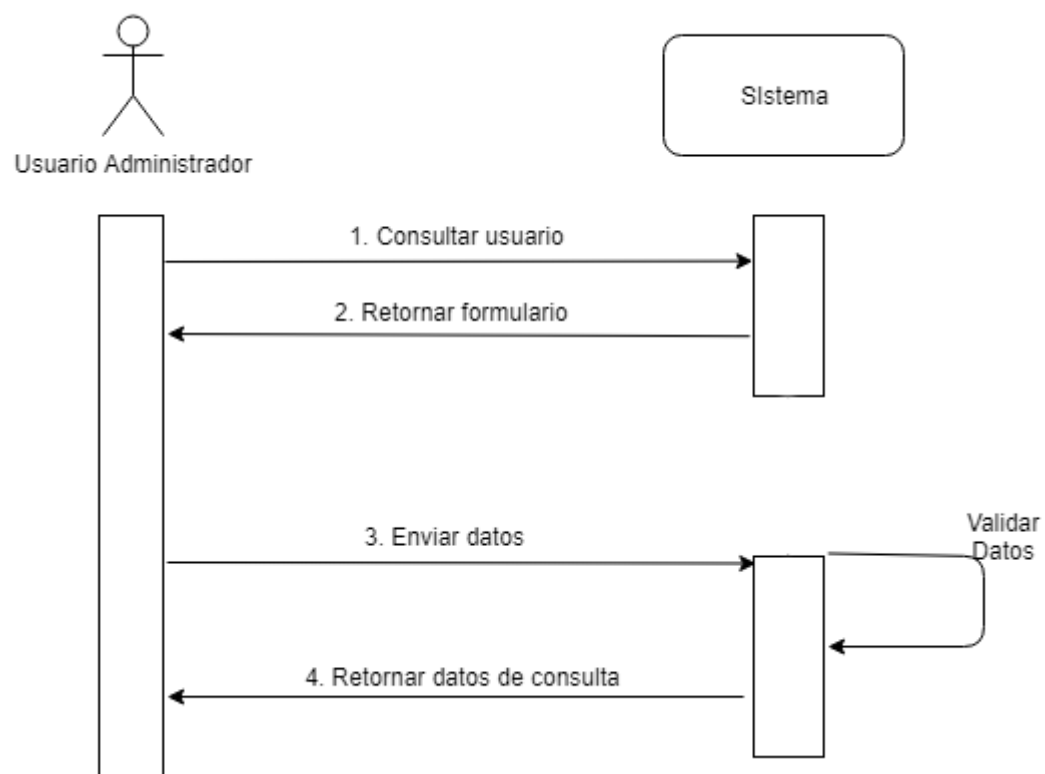 SIstema
Usuario Administrador
1. Consultar usuario
2. Retornar formulario
3. Enviar datos
Validar
Datos
4. Retornar datos de consulta